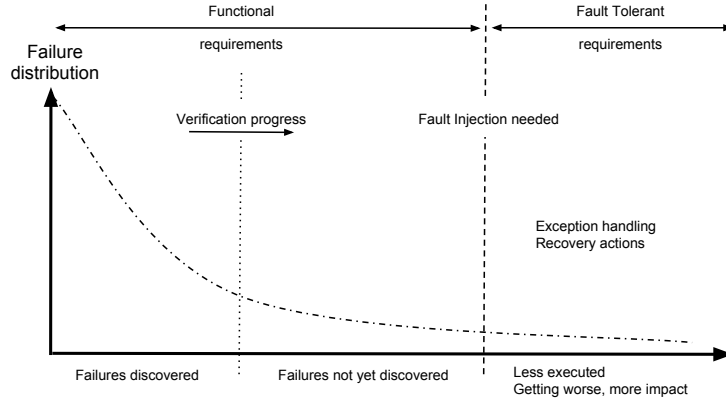 Functional
Fault Tolerant
requirements
requirements
Failure
distribution
Verification progress
Fault Injection needed
Exception handling
Recovery actions
Failures discovered
Failures not yet discovered
Less executed
Getting worse, more impact